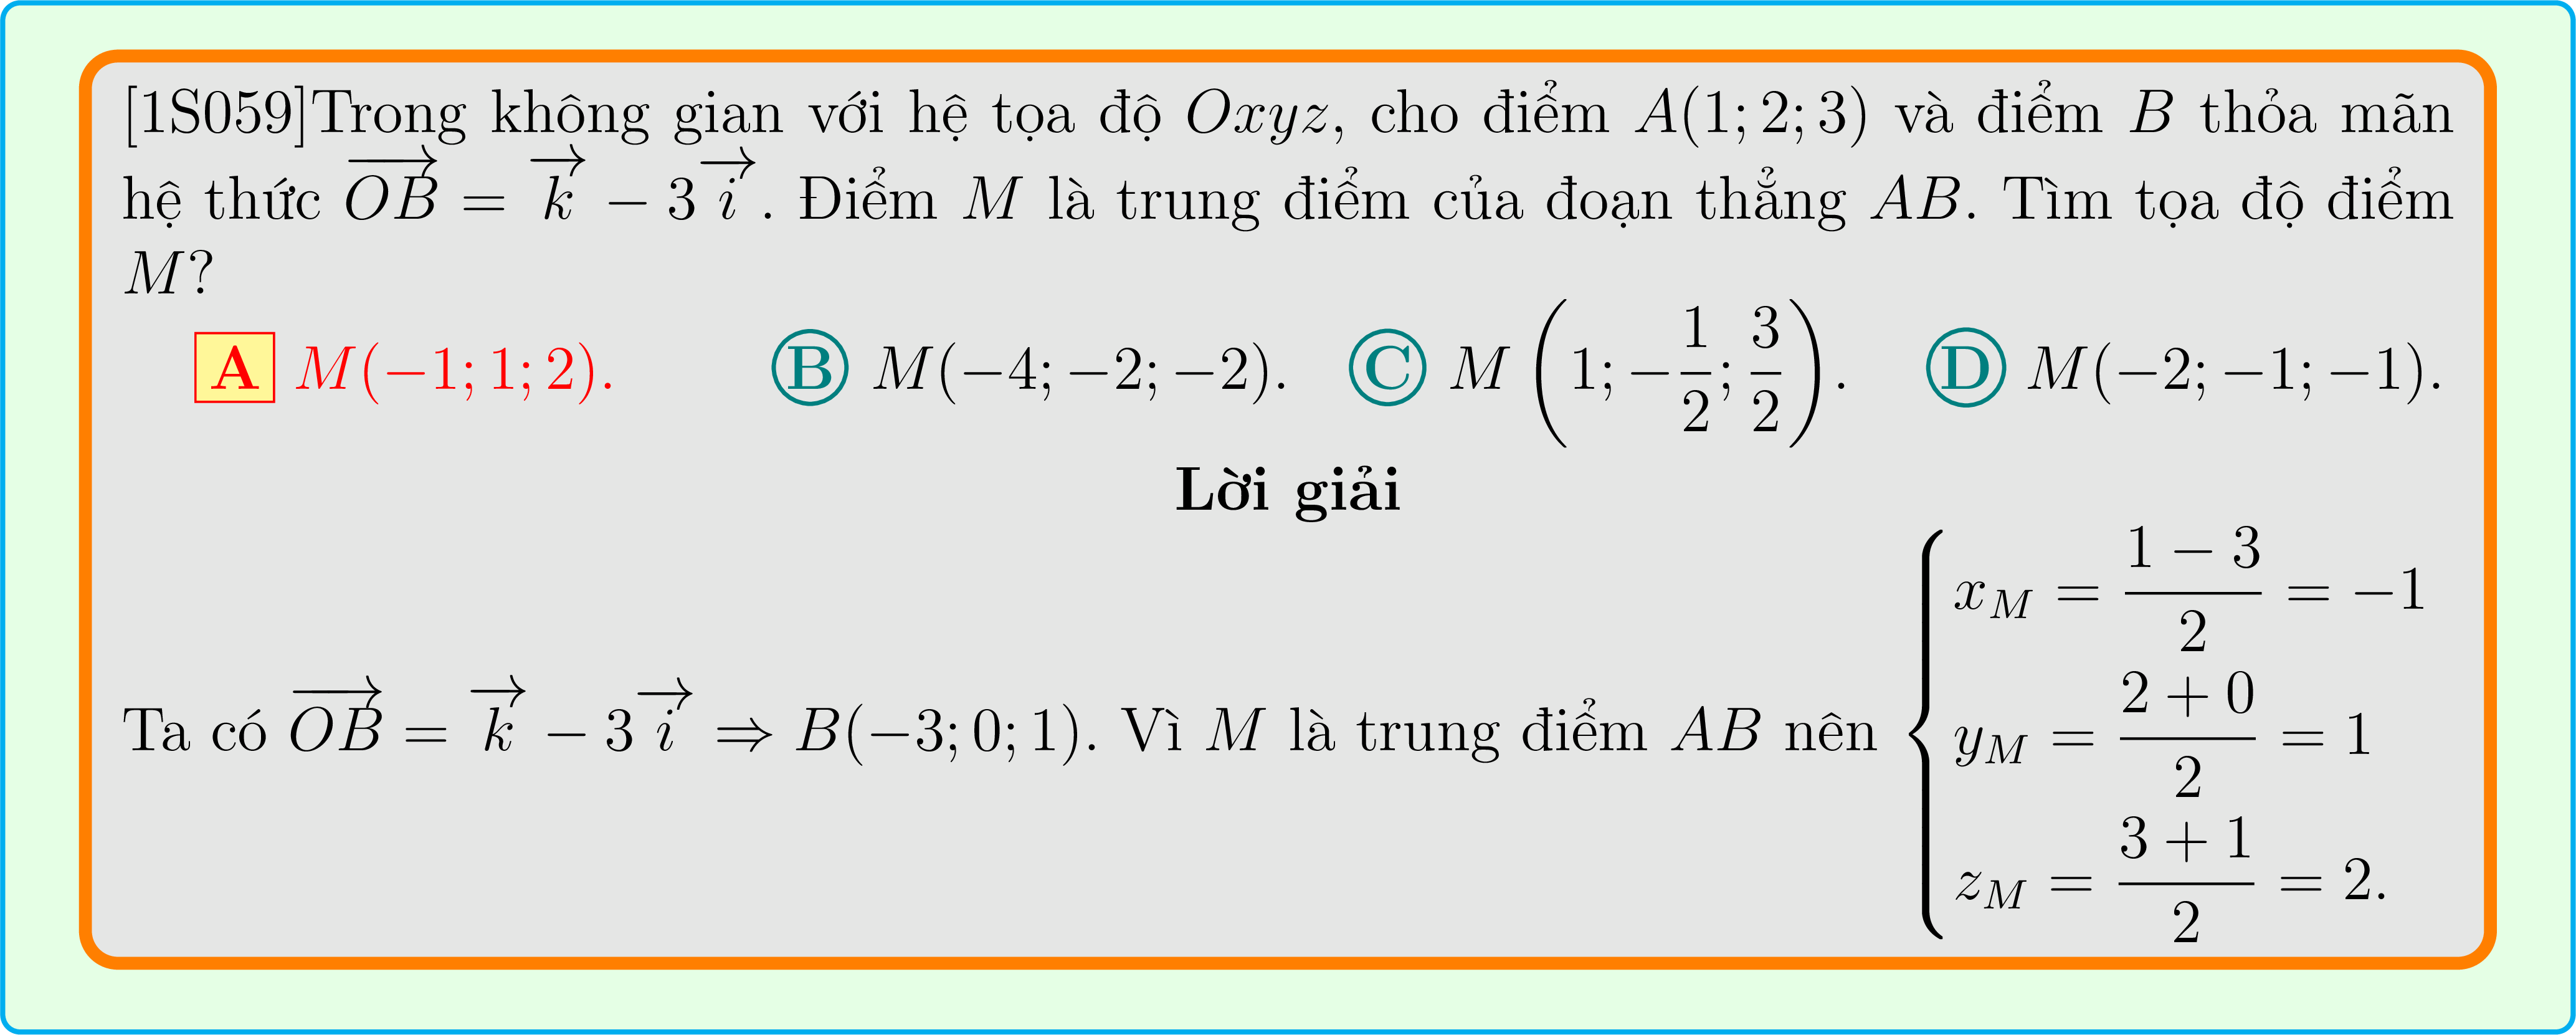 [1S059]Trong không gian với hệ tọa độ Oxyz, cho điểm A(1; 2; 3) và điểm B thỏa mãn
hệ thức $\overrightarrow{OB} = \overrightarrow{k} - 3\overrightarrow{i}$. Điểm M là trung điểm của đoạn thẳng AB. Tìm tọa độ điểm
M?
A M(−1; 1; 2). B M(−4; −2; −2). C $M\left(1; -\frac{1}{2}; \frac{3}{2}\right)$. D M(−2; −1; −1).
Lời giải
Ta có $\overrightarrow{OB} = \overrightarrow{k} - 3\overrightarrow{i} \Rightarrow B(-3; 0; 1)$. Vì M là trung điểm AB nên $\begin{cases} x_M = \frac{1-3}{2} = -1 \\ y_M = \frac{2+0}{2} = 1 \\ z_M = \frac{3+1}{2} = 2. \end{cases}$